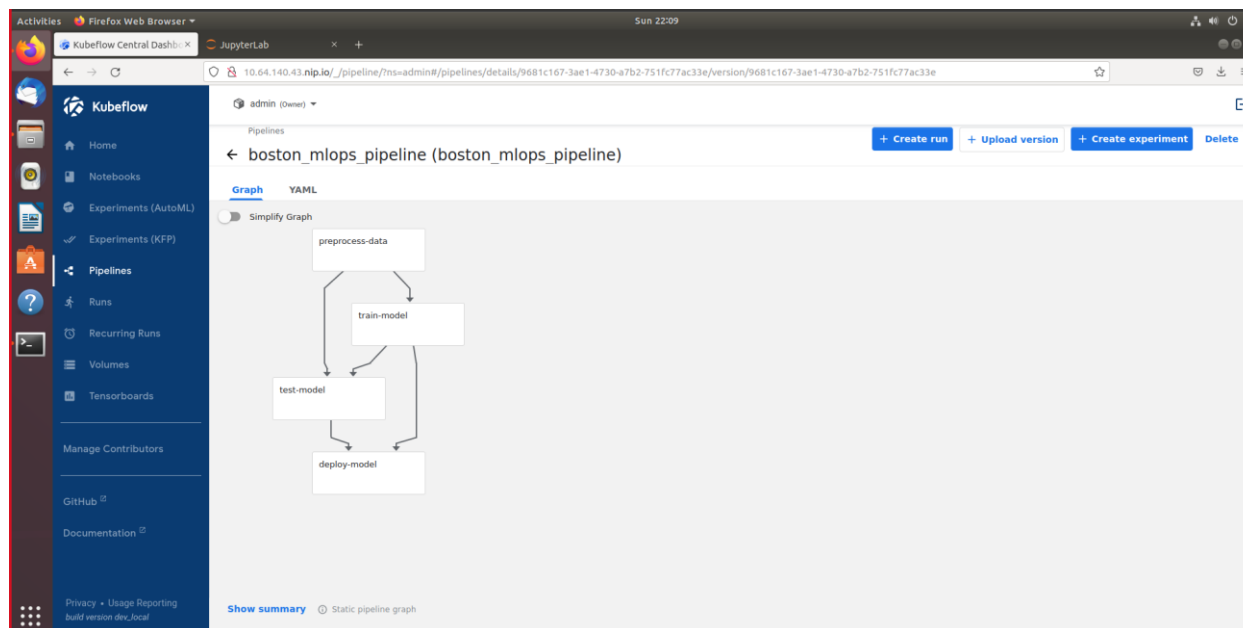 Activities Firefox Web Browser Sun 22:09
Kubeflow Central Dashbo × JupyterLab × +
10.64.140.43.nip.io/_/pipeline/?ns=admin#/pipelines/details/9681c167-3ae1-4730-a7b2-751fc77ac33e/version/9681c167-3ae1-4730-a7b2-751fc77ac33e
Kubeflow
admin (Owner)
Home
Notebooks
Experiments (AutoML)
Experiments (KFP)
Pipelines
Runs
Recurring Runs
Volumes
Tensorboards
Manage Contributors
GitHub
Documentation
Privacy • Usage Reporting
build version dev_local
Pipelines
boston_mlops_pipeline (boston_mlops_pipeline)
+ Create run + Upload version + Create experiment Delete
Graph YAML
Simplify Graph
preprocess-data
train-model
test-model
deploy-model
Show summary Static pipeline graph